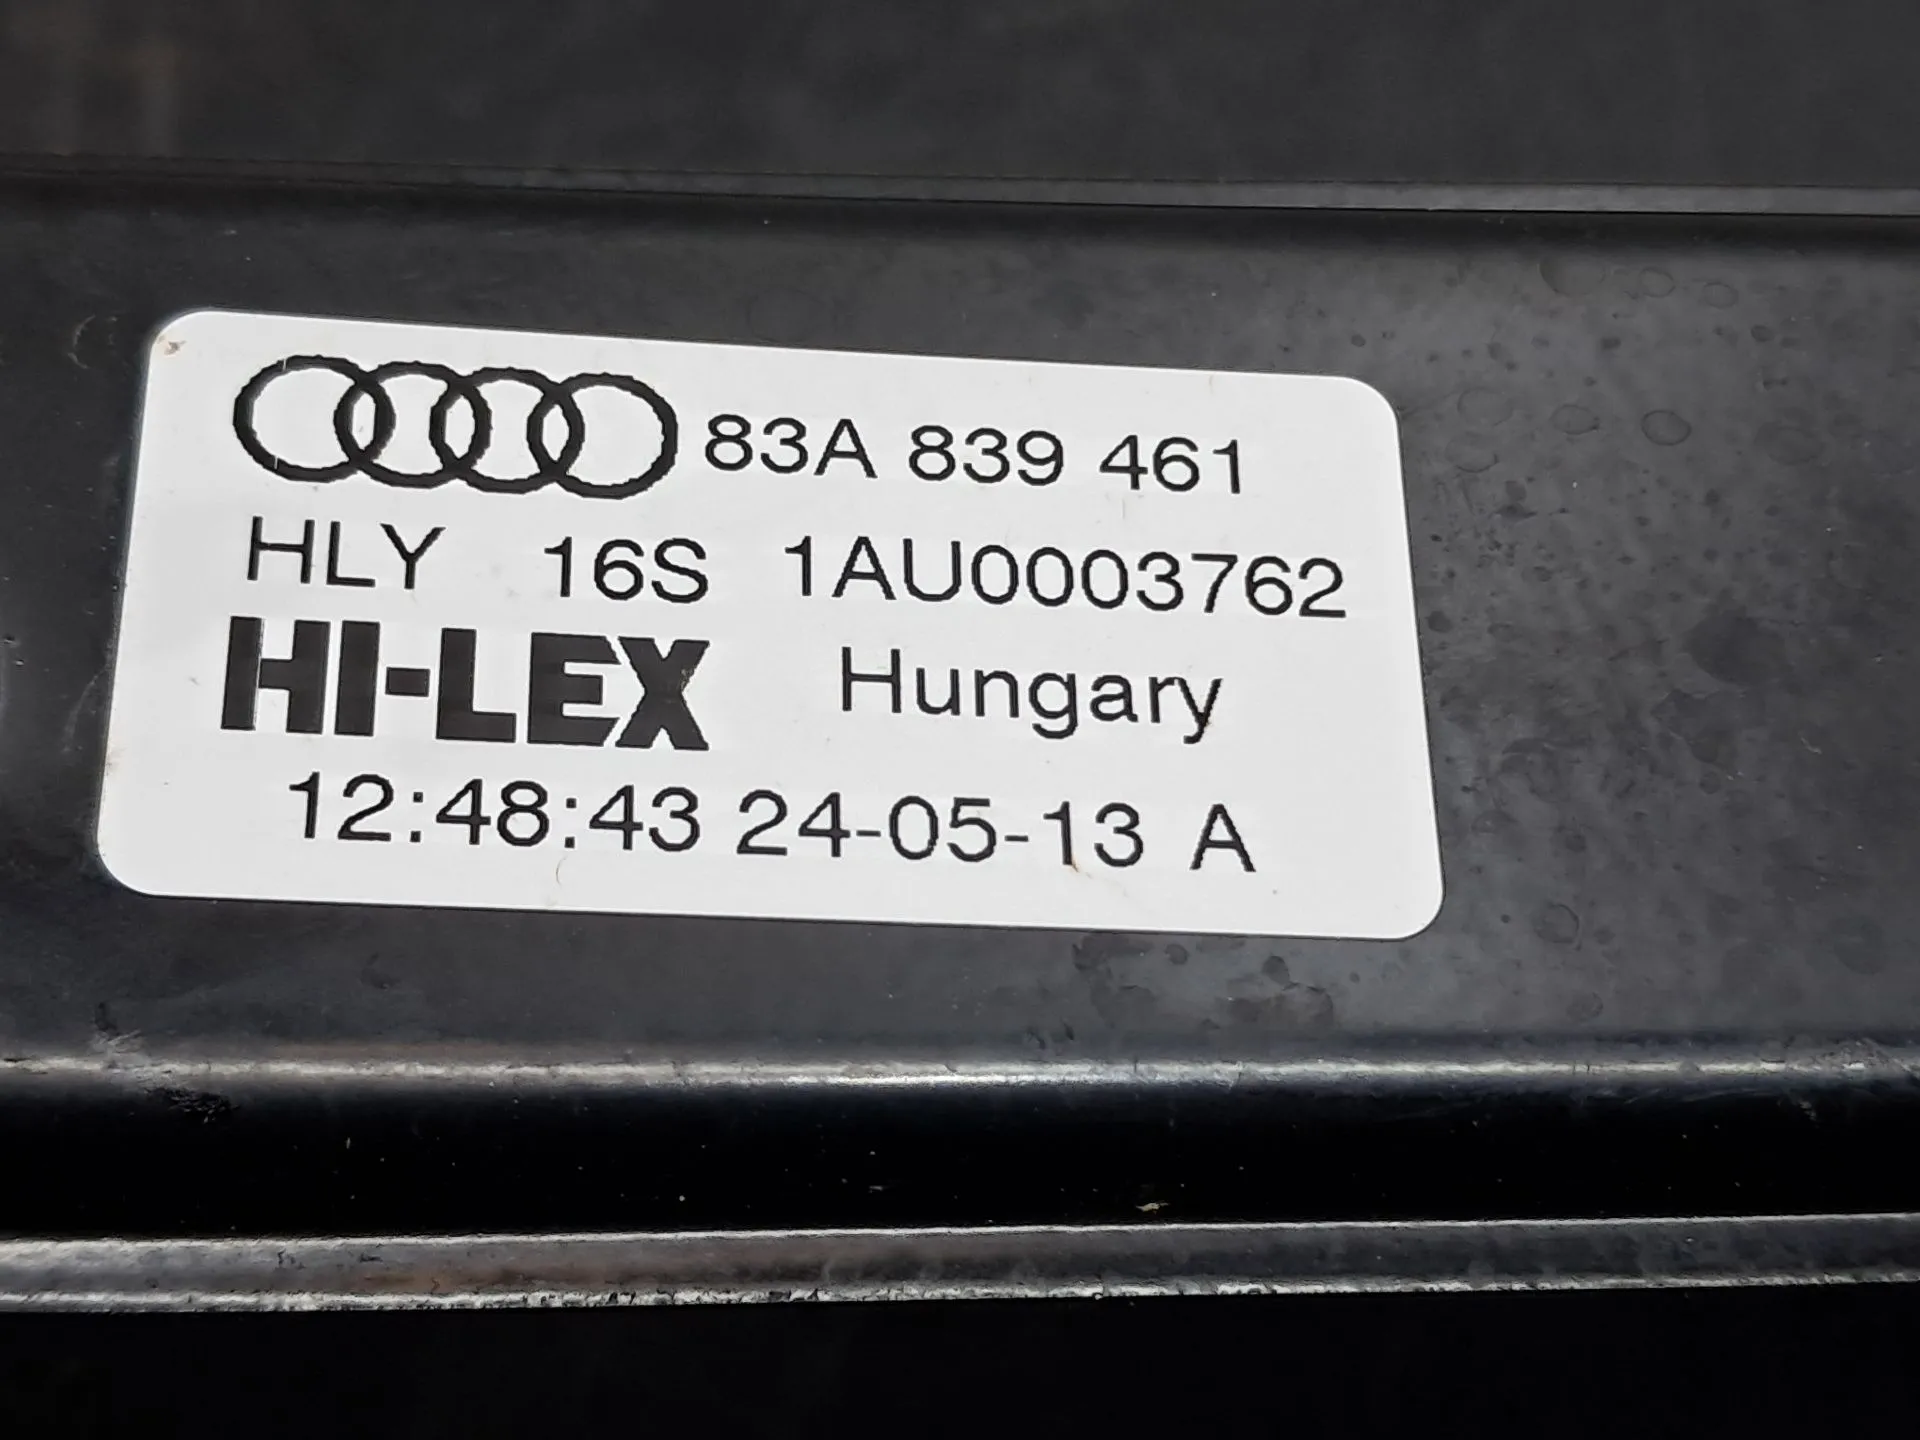 83A 839 461
HLY 16S 1AU0003762
HI-LEX Hungary
12:48:43 24-05-13 A